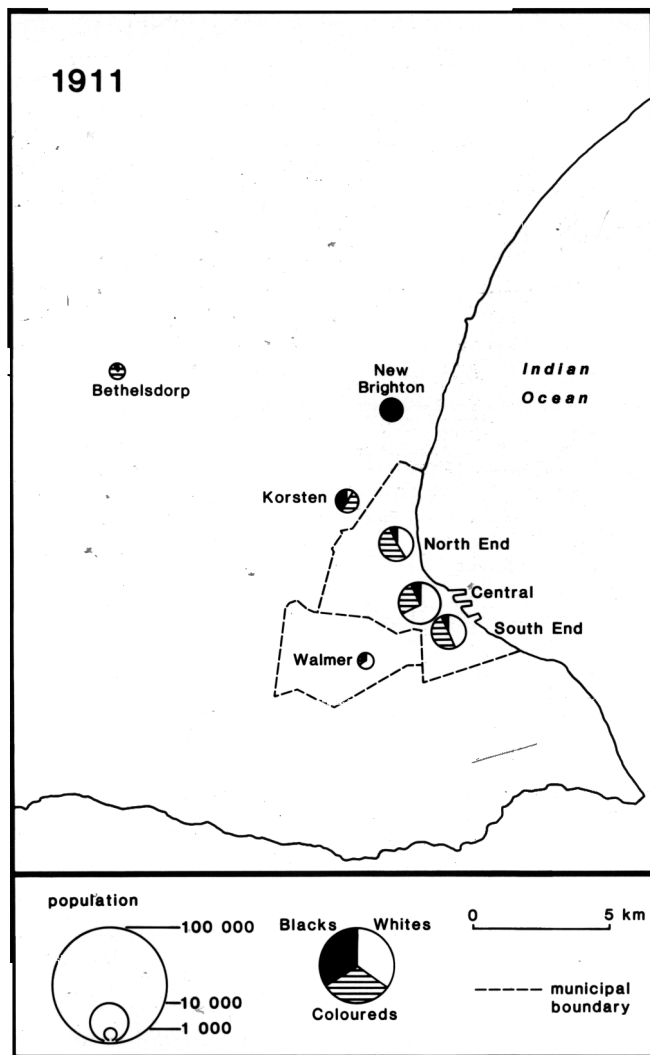 1911
Bethelsdorp
New
Brighton
Indian
Ocean
Korsten
North End
Central
South End
Walmer
population
100 000
10 000
1 000
Blacks
Whites
Coloureds
0
5 km
municipal
boundary